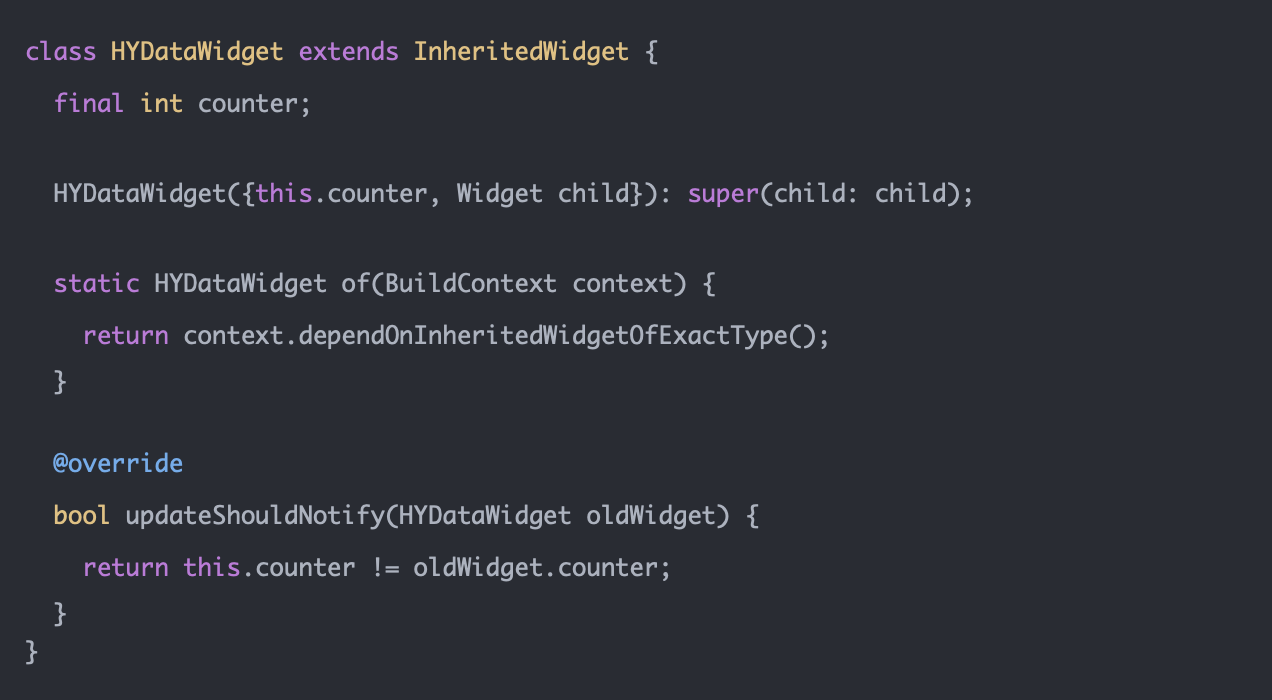 class HYDataWidget extends InheritedWidget {
  final int counter;

  HYDataWidget({this.counter, Widget child}): super(child: child);

  static HYDataWidget of(BuildContext context) {
    return context.dependOnInheritedWidgetOfExactType();
  }

  @override
  bool updateShouldNotify(HYDataWidget oldWidget) {
    return this.counter != oldWidget.counter;
  }
}